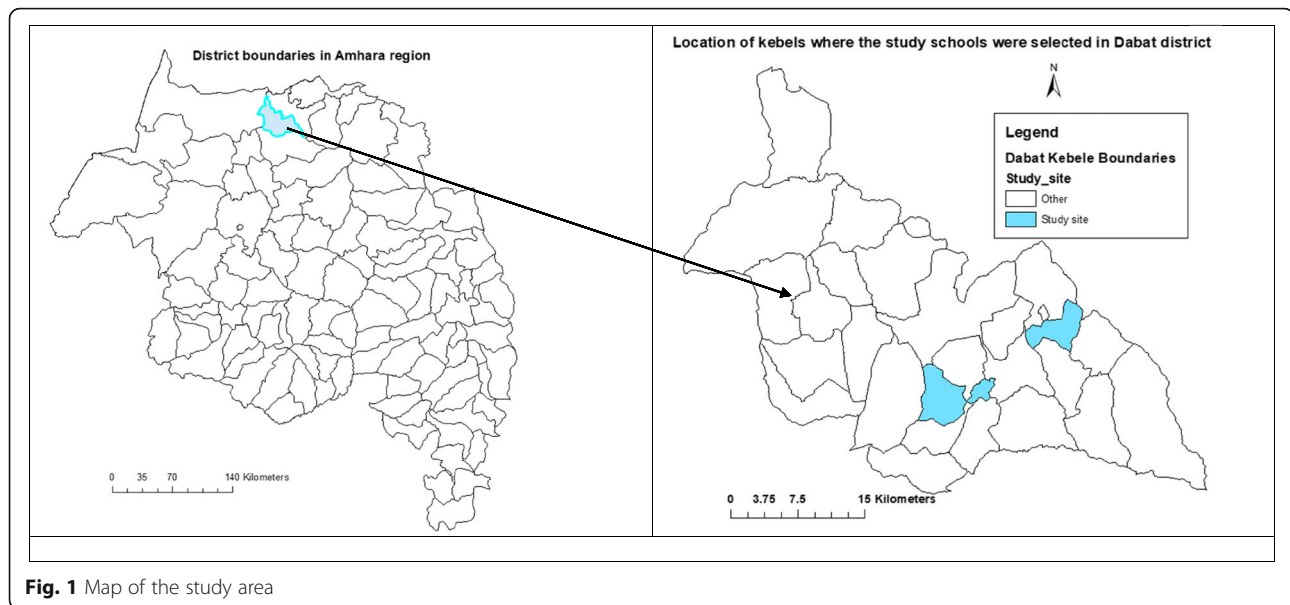 District boundaries in Amhara region
0 35 70 140 Kilometers
Location of kebels where the study schools were selected in Dabat district
N
Legend
Dabat Kebele Boundaries
Study_site
Other
Study site
0 3.75 7.5 15 Kilometers
Fig. 1 Map of the study area